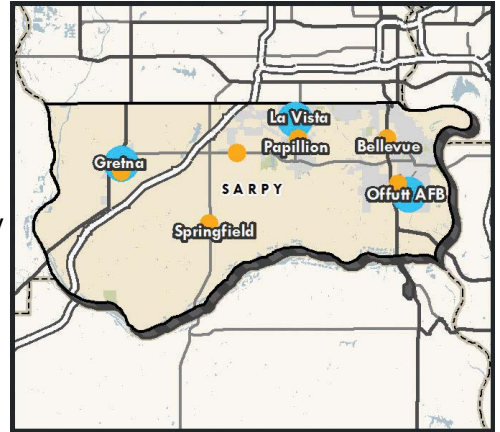 La Vista
Papillion
Bellevue
Gretna
SARPY
Offutt AFB
Springfield